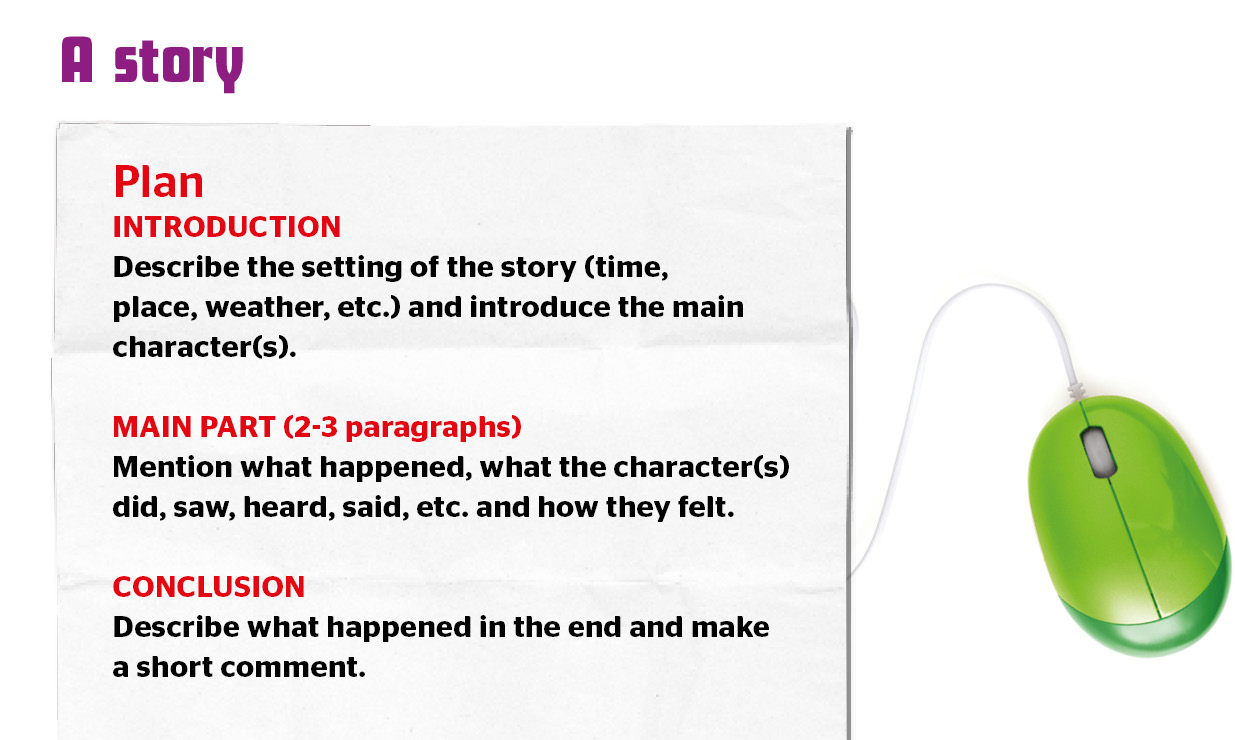 A story
Plan
INTRODUCTION
Describe the setting of the story (time,
place, weather, etc.) and introduce the main
character(s).
MAIN PART (2-3 paragraphs)
Mention what happened, what the character(s)
did, saw, heard, said, etc. and how they felt.
CONCLUSION
Describe what happened in the end and make
a short comment.